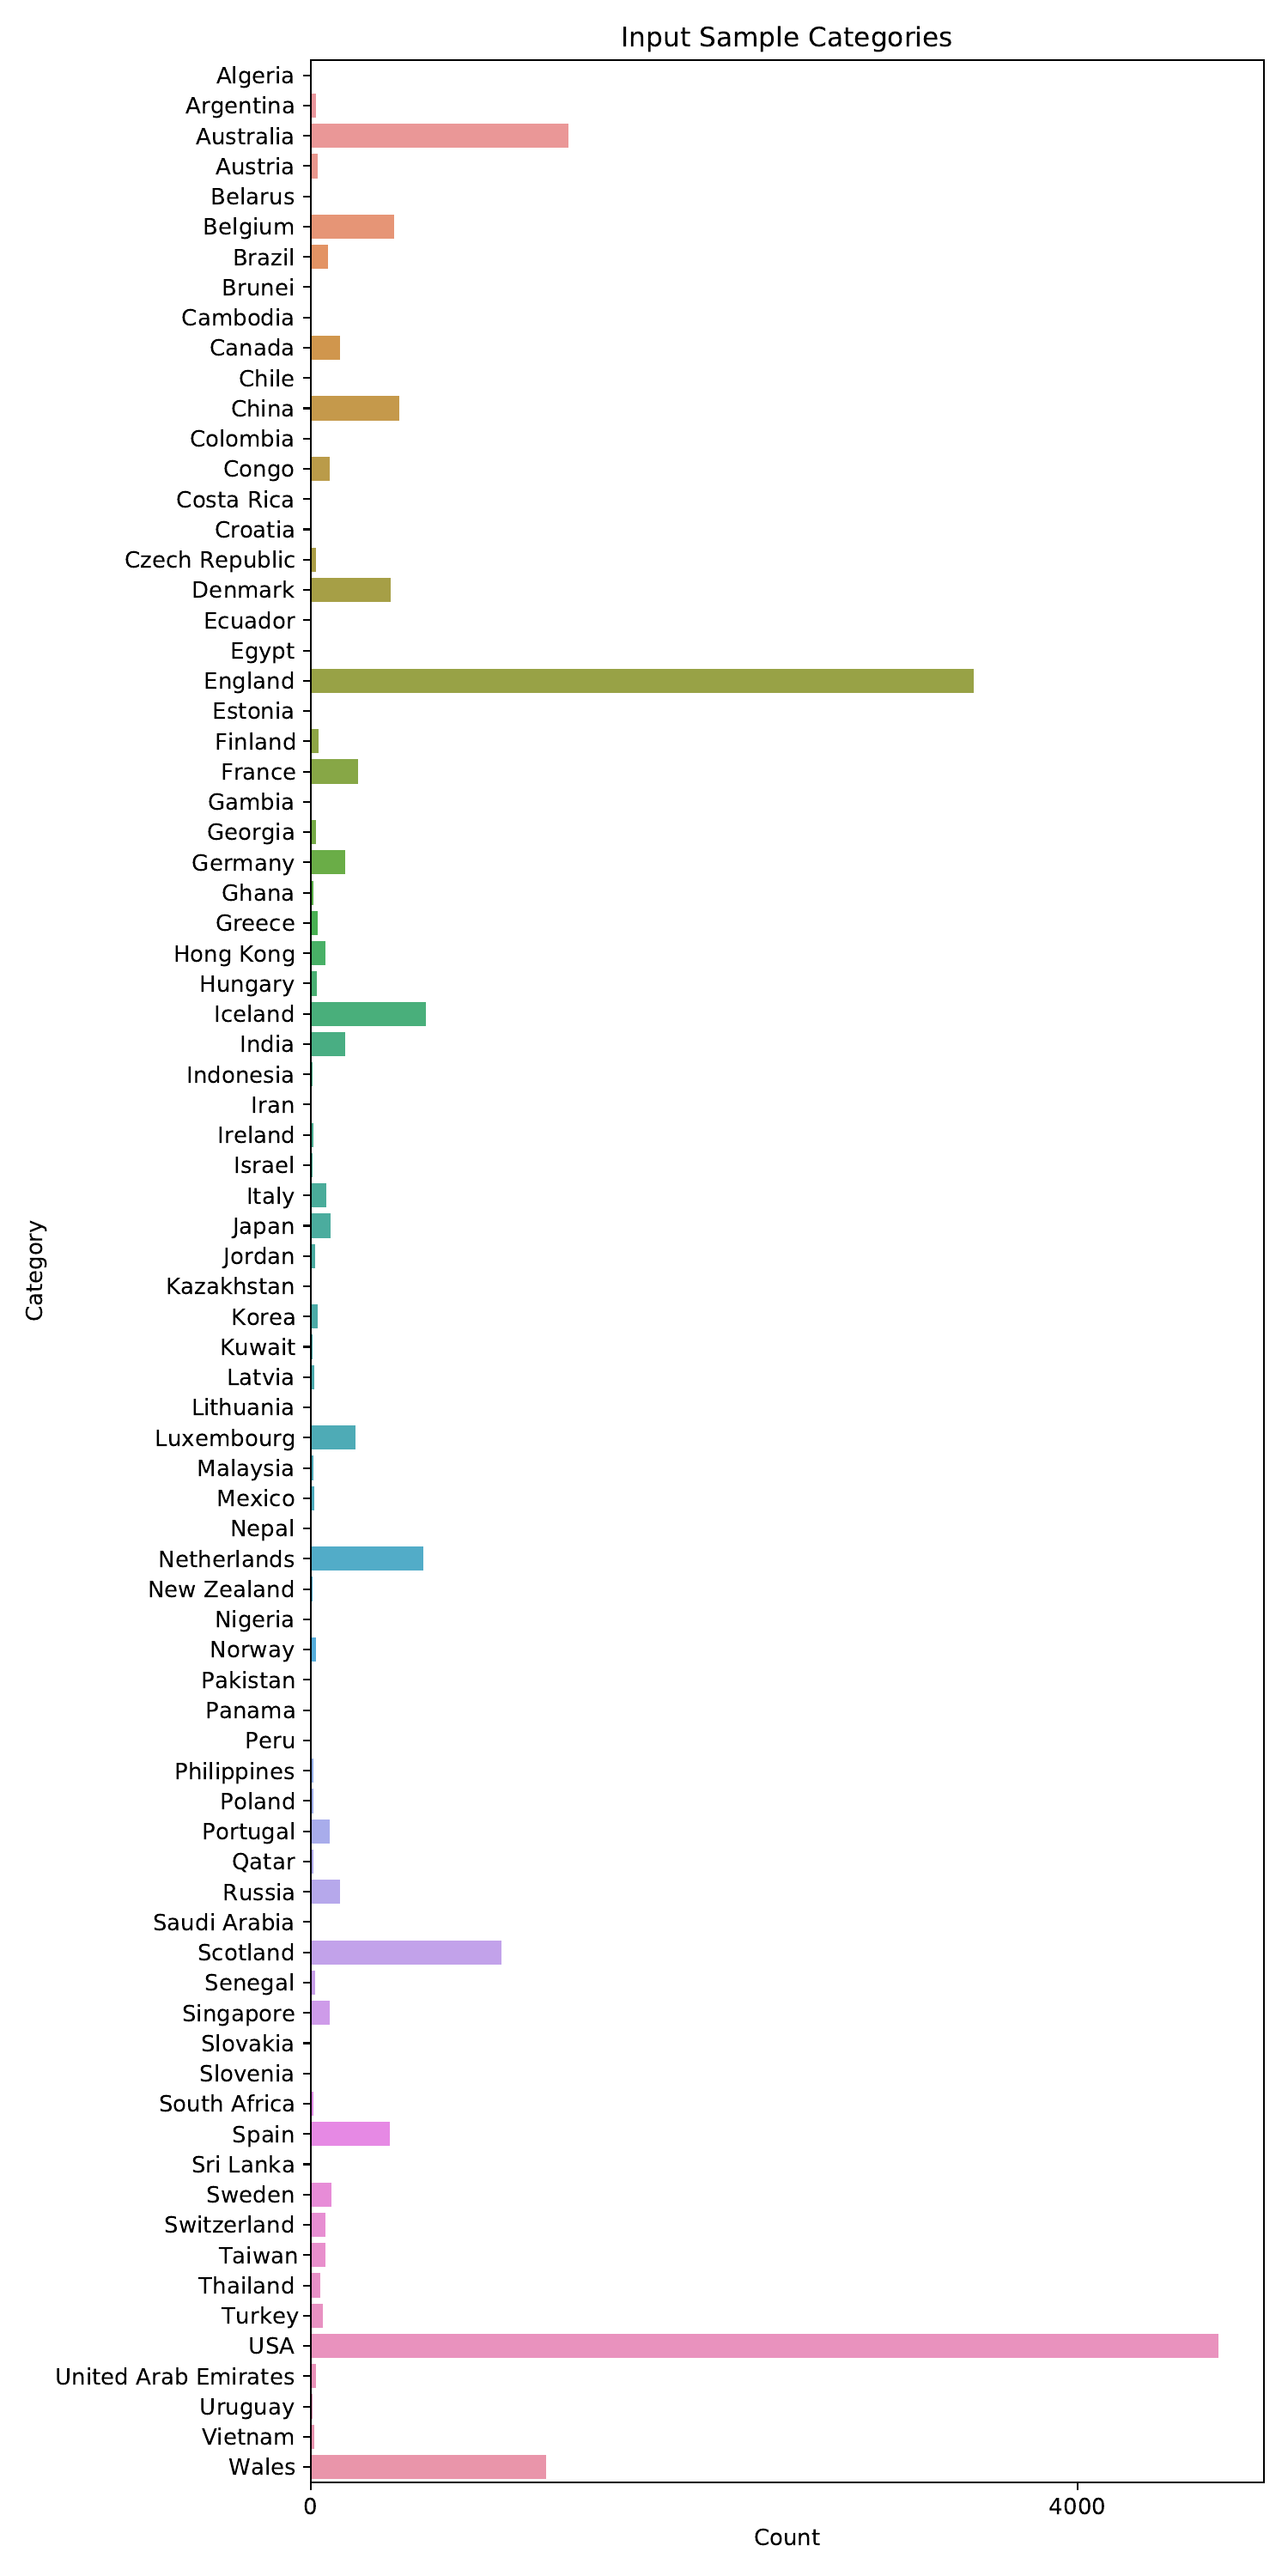 Input Sample Categories
Algeria
Argentina
Australia
Austria
Belarus
Belgium
Brazil
Brunei
Cambodia
Canada
Chile
China
Colombia
Congo
Costa Rica
Croatia
Czech Republic
Denmark
Ecuador
Egypt
England
Estonia
Finland
France
Gambia
Georgia
Germany
Ghana
Greece
Hong Kong
Hungary
Iceland
India
Indonesia
Iran
Ireland
Israel
Italy
Japan
Jordan
Kazakhstan
Korea
Kuwait
Latvia
Lithuania
Luxembourg
Malaysia
Mexico
Nepal
Netherlands
New Zealand
Nigeria
Norway
Pakistan
Panama
Peru
Philippines
Poland
Portugal
Qatar
Russia
Saudi Arabia
Scotland
Senegal
Singapore
Slovakia
Slovenia
South Africa
Spain
Sri Lanka
Sweden
Switzerland
Taiwan
Thailand
Turkey
USA
United Arab Emirates
Uruguay
Vietnam
Wales
Category
0 4000
Count